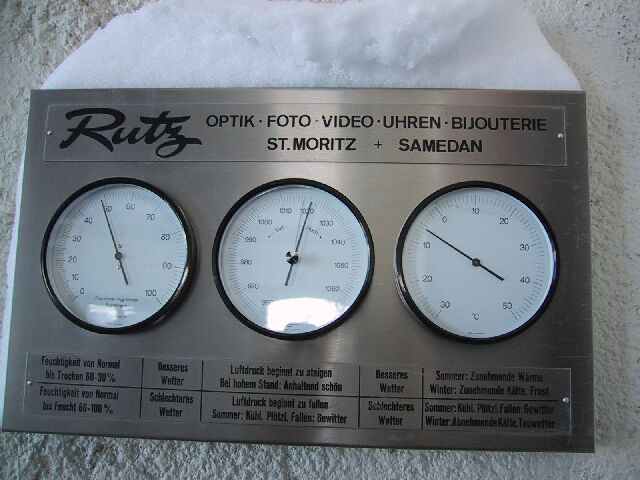 Rutz OPTIK · FOTO · VIDEO · UHREN · BIJOUTERIE
ST. MORITZ + SAMEDAN
0 10 20 30 40 50 60 70 80 90 100
970 980 990 1000 1010 1020 1030 1040 1050 1060
30 20 10 0 10 20 30 40 50
°C
Feuchtigkeit von Normal
bis Trocken 60-30%
Besseres
Wetter
Luftdruck beginnt zu steigen
Bei hohem Stand: Anhaltend schön
Besseres
Wetter
Sommer: Zunehmende Wärme
Winter: Zunehmende Kälte. Frost
Feuchtigkeit von Normal
bis Feucht 60-100%
Schlechteres
Wetter
Luftdruck beginnt zu fallen
Sommer: Kühl. Plötzl. Fallen: Gewitter
Schlechteres
Wetter
Sommer: Kühl. Plötzl. Fallen: Gewitter
Winter: Abnehmende Kälte. Tauwetter